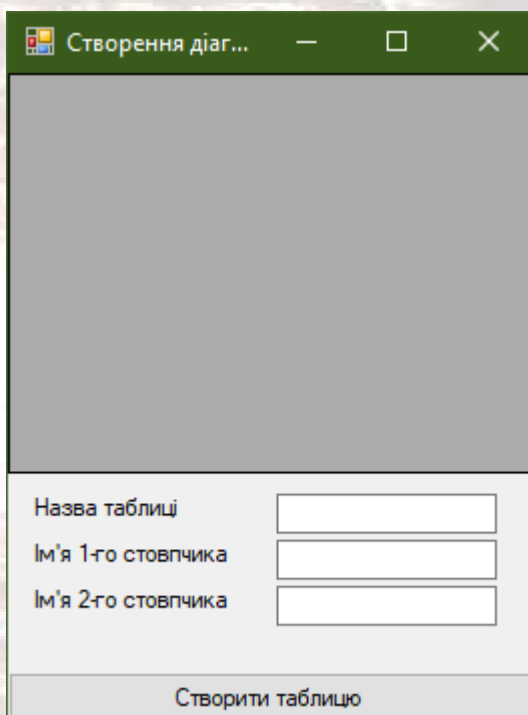 Створення діаг...
Назва таблиці
Ім'я 1-го стовпчика
Ім'я 2-го стовпчика
Створити таблицю